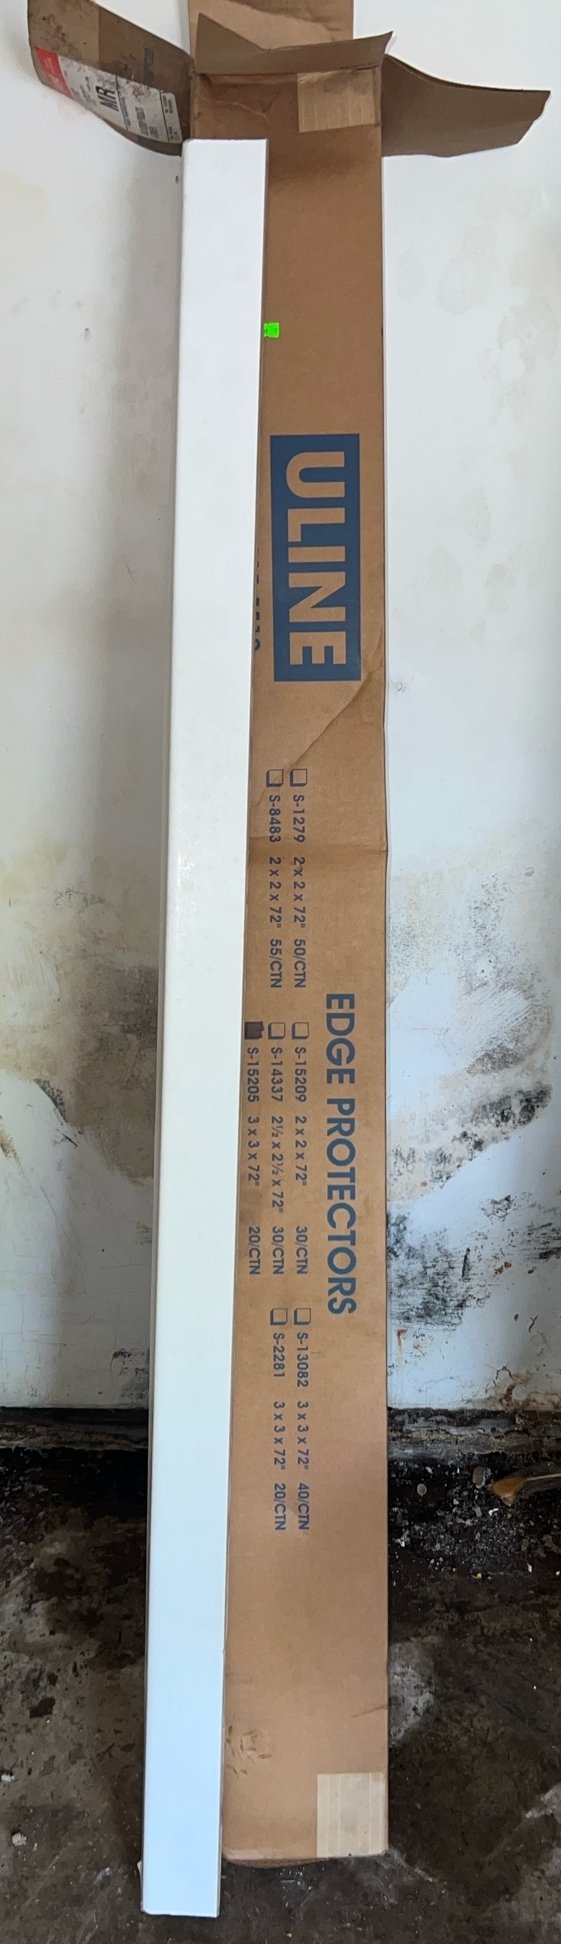 ULINE
EDGE PROTECTORS
S-1279 2 x 2 x 72" 50/CTN
S-8483 2 x 2 x 72" 55/CTN
S-15209 2 x 2 x 72" 30/CTN
S-14337 2½ x 2½ x 72" 30/CTN
S-15205 3 x 3 x 72" 20/CTN
S-13082 3 x 3 x 72" 40/CTN
S-2281 3 x 3 x 72" 20/CTN